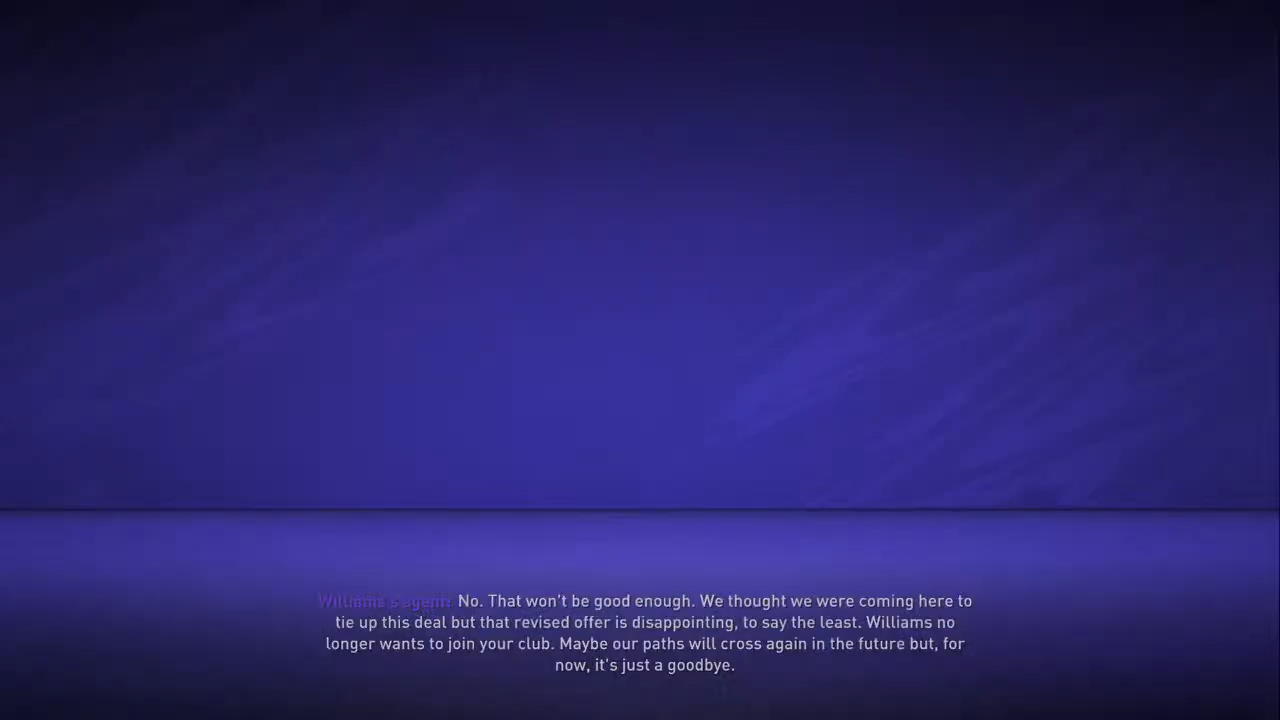 Williams's agent: No. That won't be good enough. We thought we were coming here to
tie up this deal but that revised offer is disappointing, to say the least. Williams no
longer wants to join your club. Maybe our paths will cross again in the future but, for
now, it's just a goodbye.